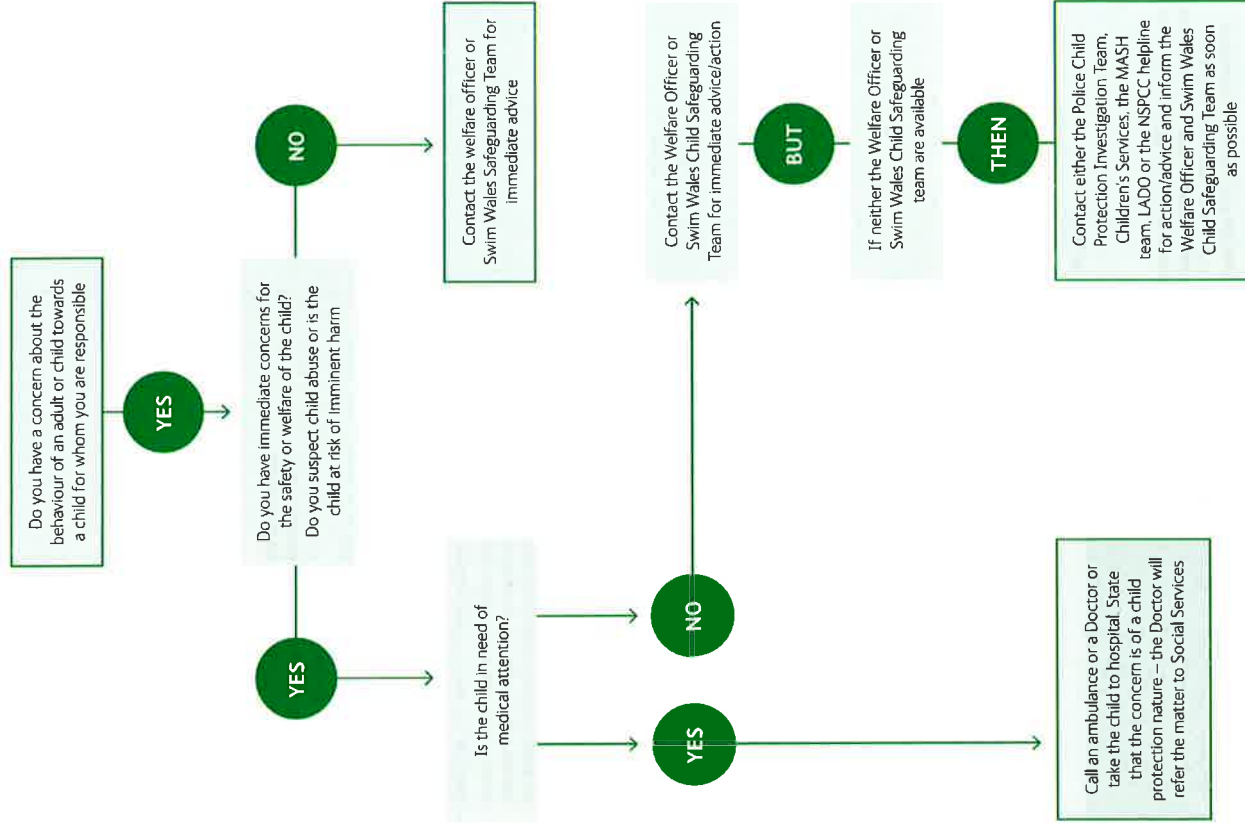 Do you have a concern about the
behaviour of an adult or child towards
a child for whom you are responsible
YES
Do you have immediate concerns for
the safety or welfare of the child?
Do you suspect child abuse or is the
child at risk of Imminent harm
NO
Contact the welfare officer or
Swim Wales Safeguarding Team for
immediate advice
YES
Is the child in need of
medical attention?
NO
Contact the Welfare Officer or
Swim Wales Child Safeguarding
Team for immediate advice/action
BUT
If neither the Welfare Officer or
Swim Wales Child Safeguarding
team are available
THEN
Contact either the Police Child
Protection Investigation Team,
Children's Services, the MASH
team, LADO or the NSPCC helpline
for action/advice and inform the
Welfare Officer and Swim Wales
Child Safeguarding Team as soon
as possible
YES
Call an ambulance or a Doctor or
take the child to hospital. State
that the concern is of a child
protection nature – the Doctor will
refer the matter to Social Services